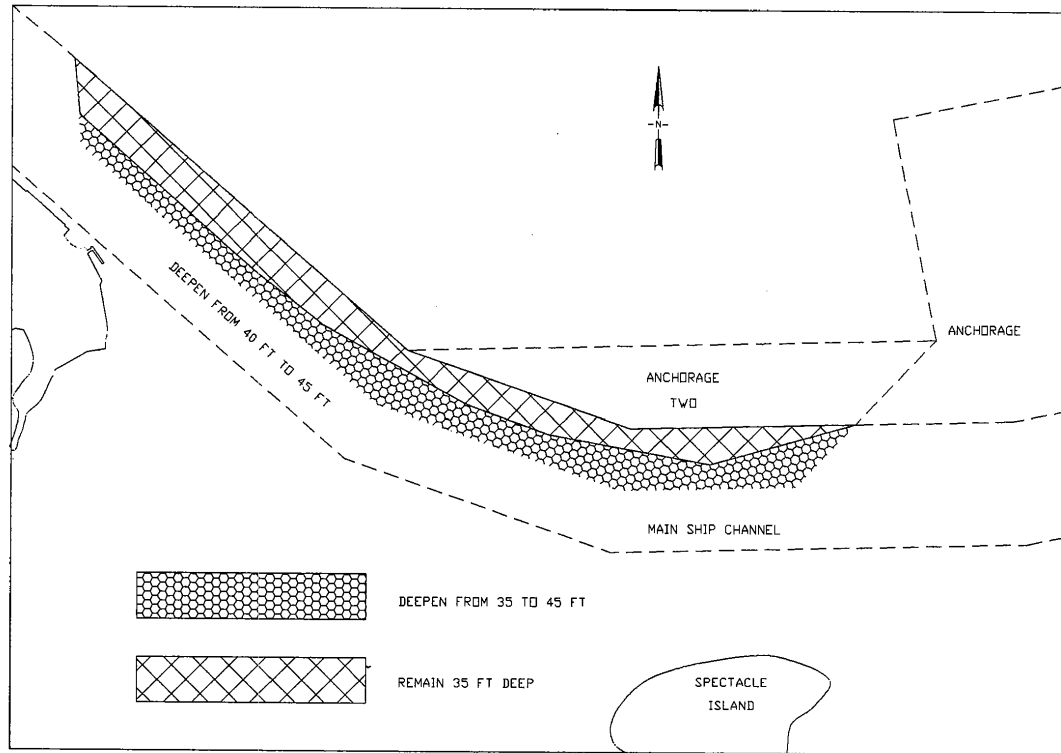 N
DEEPEN FROM 40 FT TO 45 FT
ANCHORAGE
ANCHORAGE
TWO
MAIN SHIP CHANNEL
DEEPEN FROM 35 TO 45 FT
REMAIN 35 FT DEEP
SPECTACLE
ISLAND